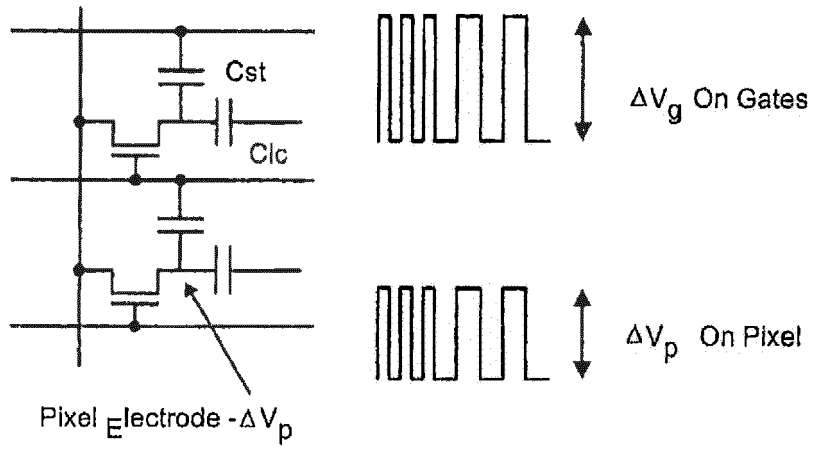 Cst
Clc
ΔVg On Gates
ΔVp On Pixel
Pixel Electrode -ΔVp